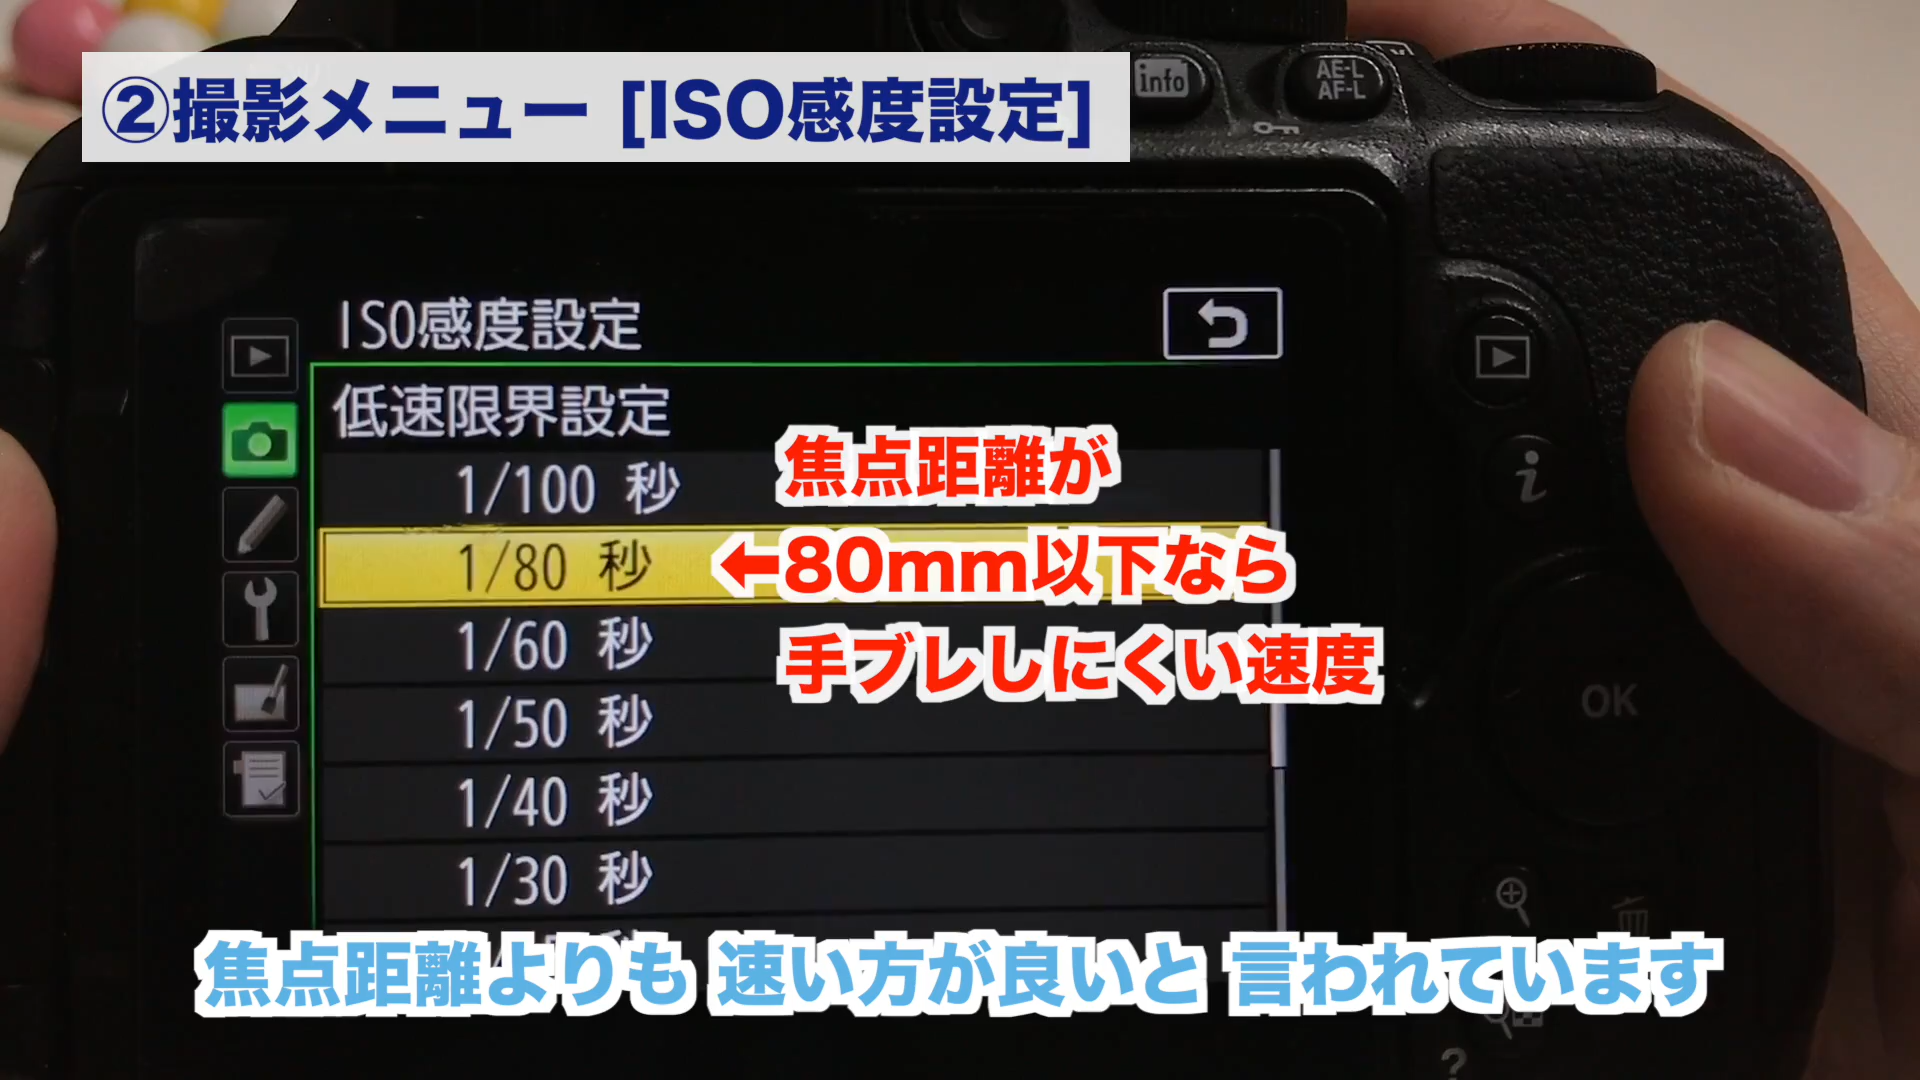 ②撮影メニュー [ISO感度設定]
info
AE-L
AF-L
ISO感度設定
低速限界設定
1/100 秒
焦点距離が
1/80 秒
←80mm以下なら
1/60 秒
手ブレしにくい速度
1/50 秒
1/40 秒
1/30 秒
i
OK
焦点距離よりも 速い方が良いと 言われています
?